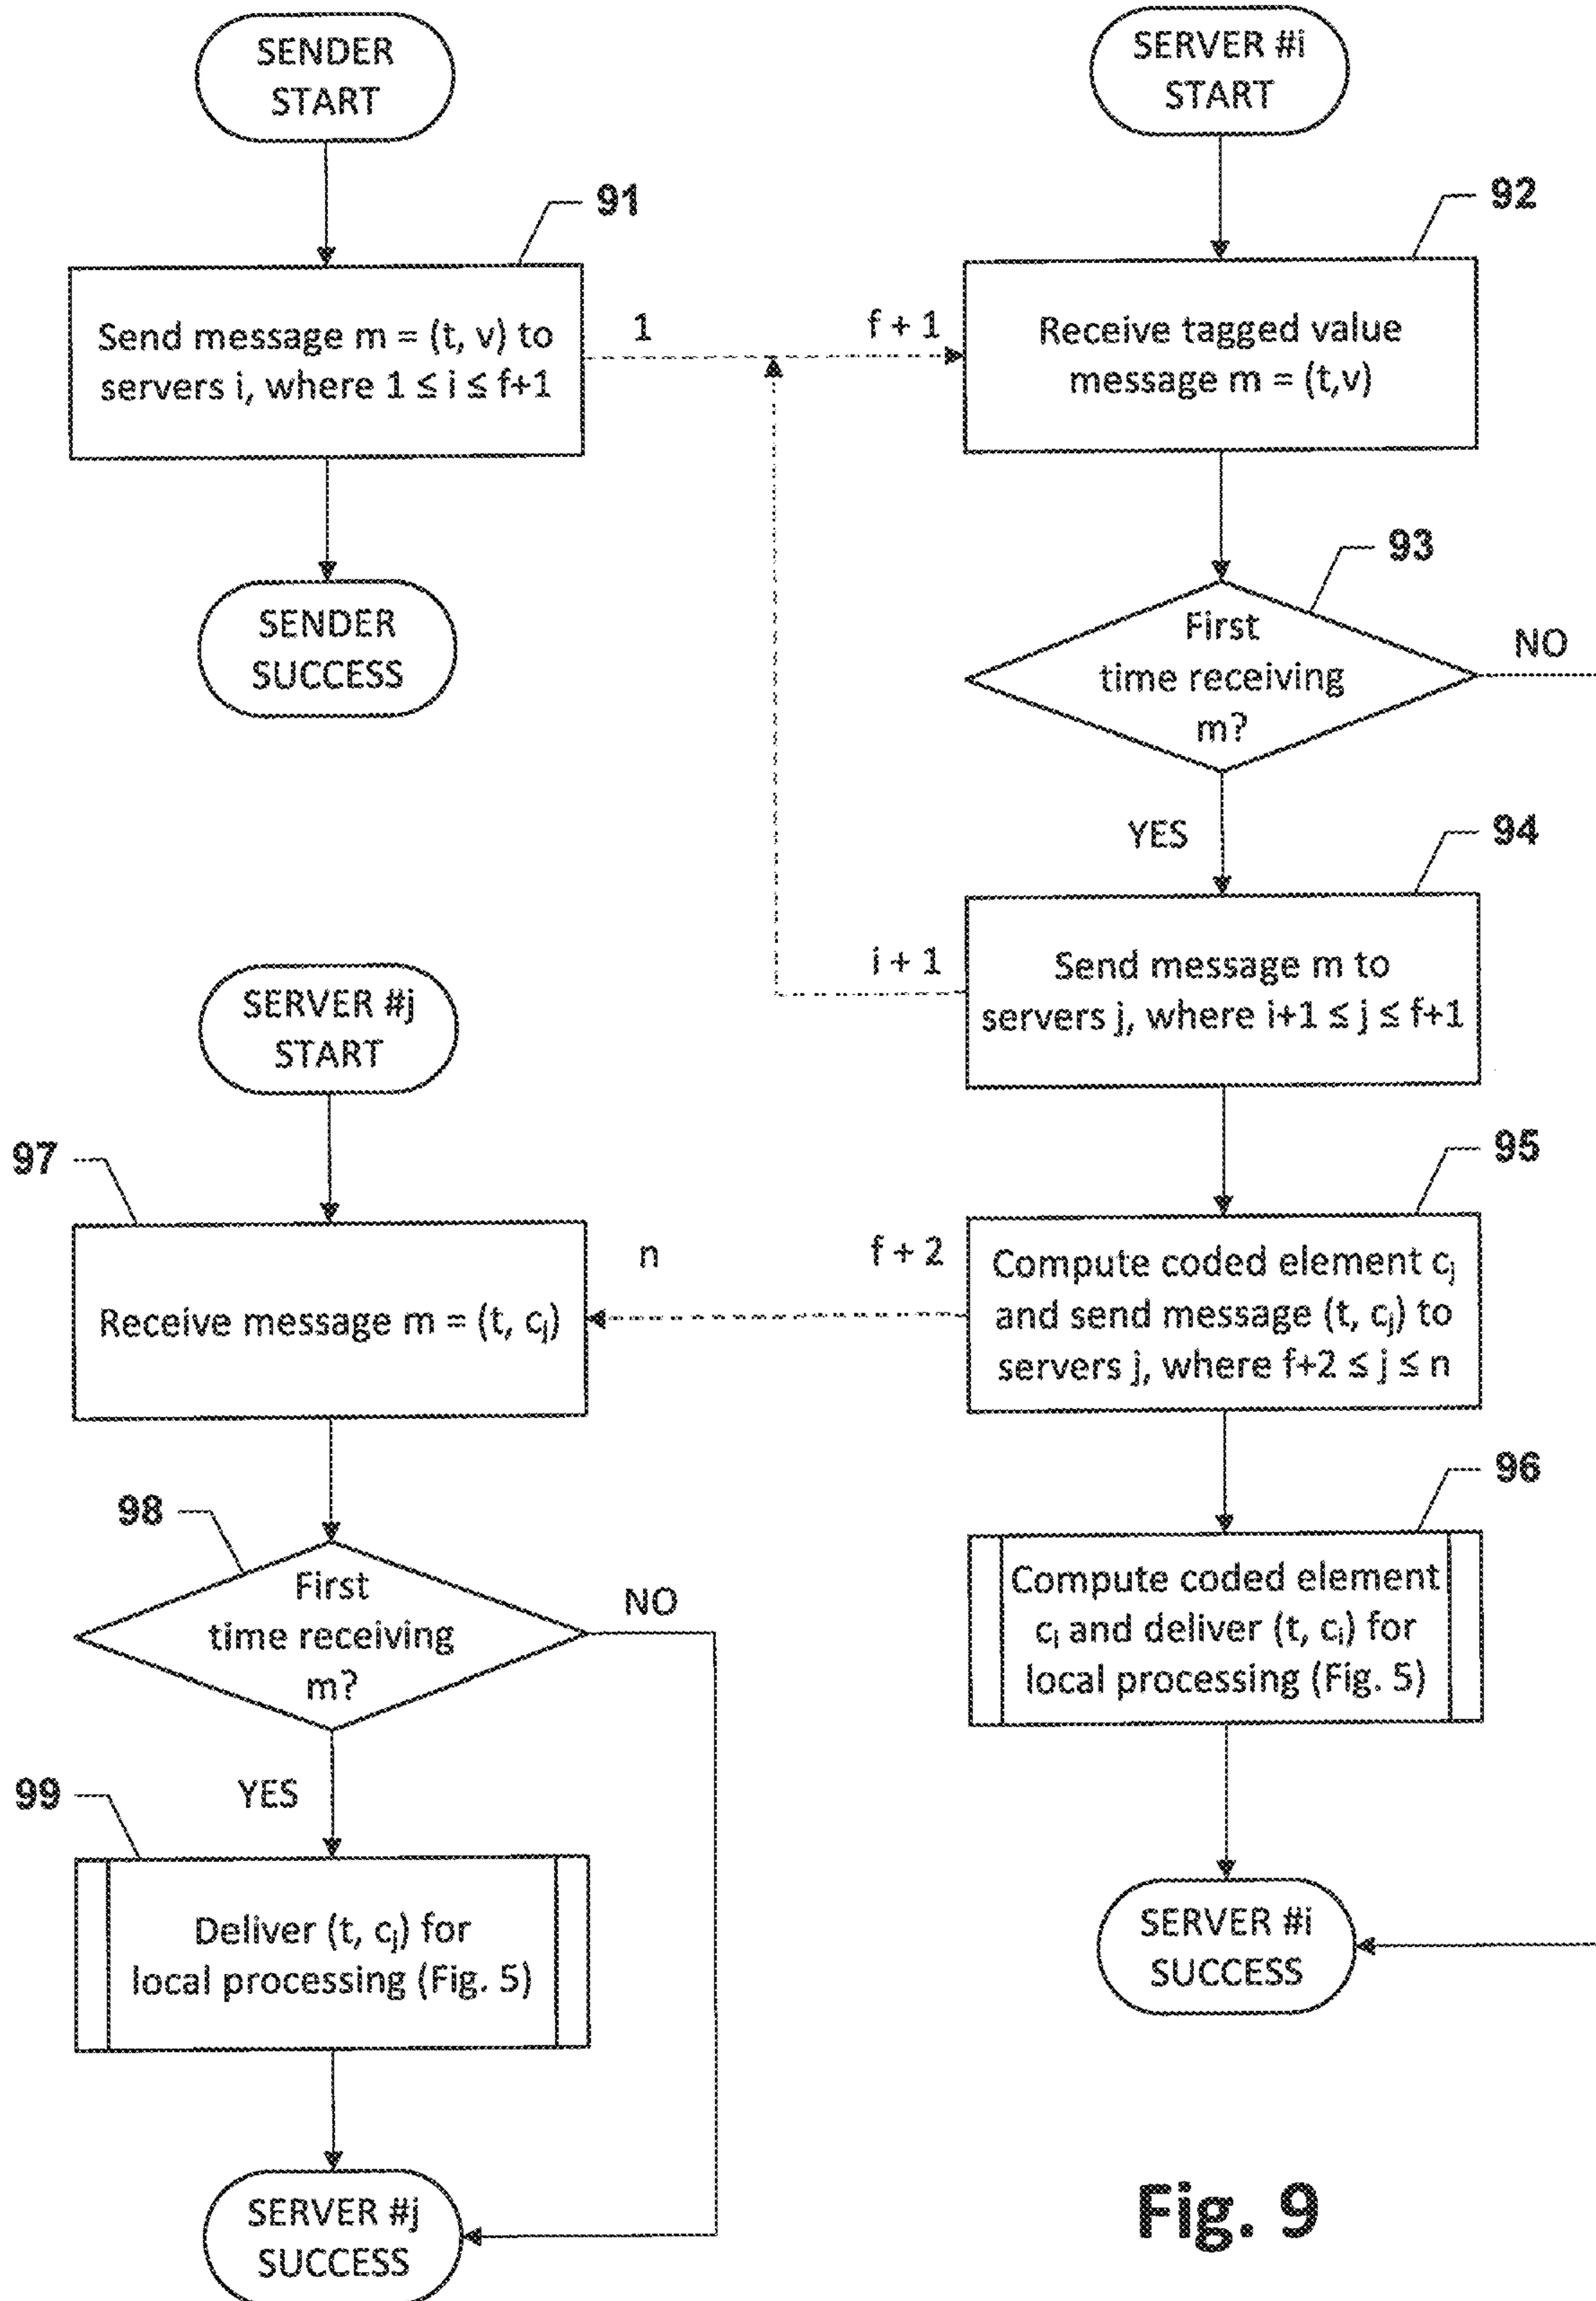 SENDER
START
91
Send message m = (t, v) to
servers i, where 1 ≤ i ≤ f+1
1
f + 1
SENDER
SUCCESS
SERVER #i
START
92
Receive tagged value
message m = (t,v)
93
First
time receiving
m?
NO
YES
94
i + 1
Send message m to
servers j, where i+1 ≤ j ≤ f+1
95
f + 2
n
Compute coded element cj
and send message (t, cj) to
servers j, where f+2 ≤ j ≤ n
96
Compute coded element
ci and deliver (t, ci) for
local processing (Fig. 5)
SERVER #i
SUCCESS
SERVER #j
START
97
Receive message m = (t, cj)
98
First
time receiving
m?
NO
YES
99
Deliver (t, cj) for
local processing (Fig. 5)
SERVER #j
SUCCESS
Fig. 9